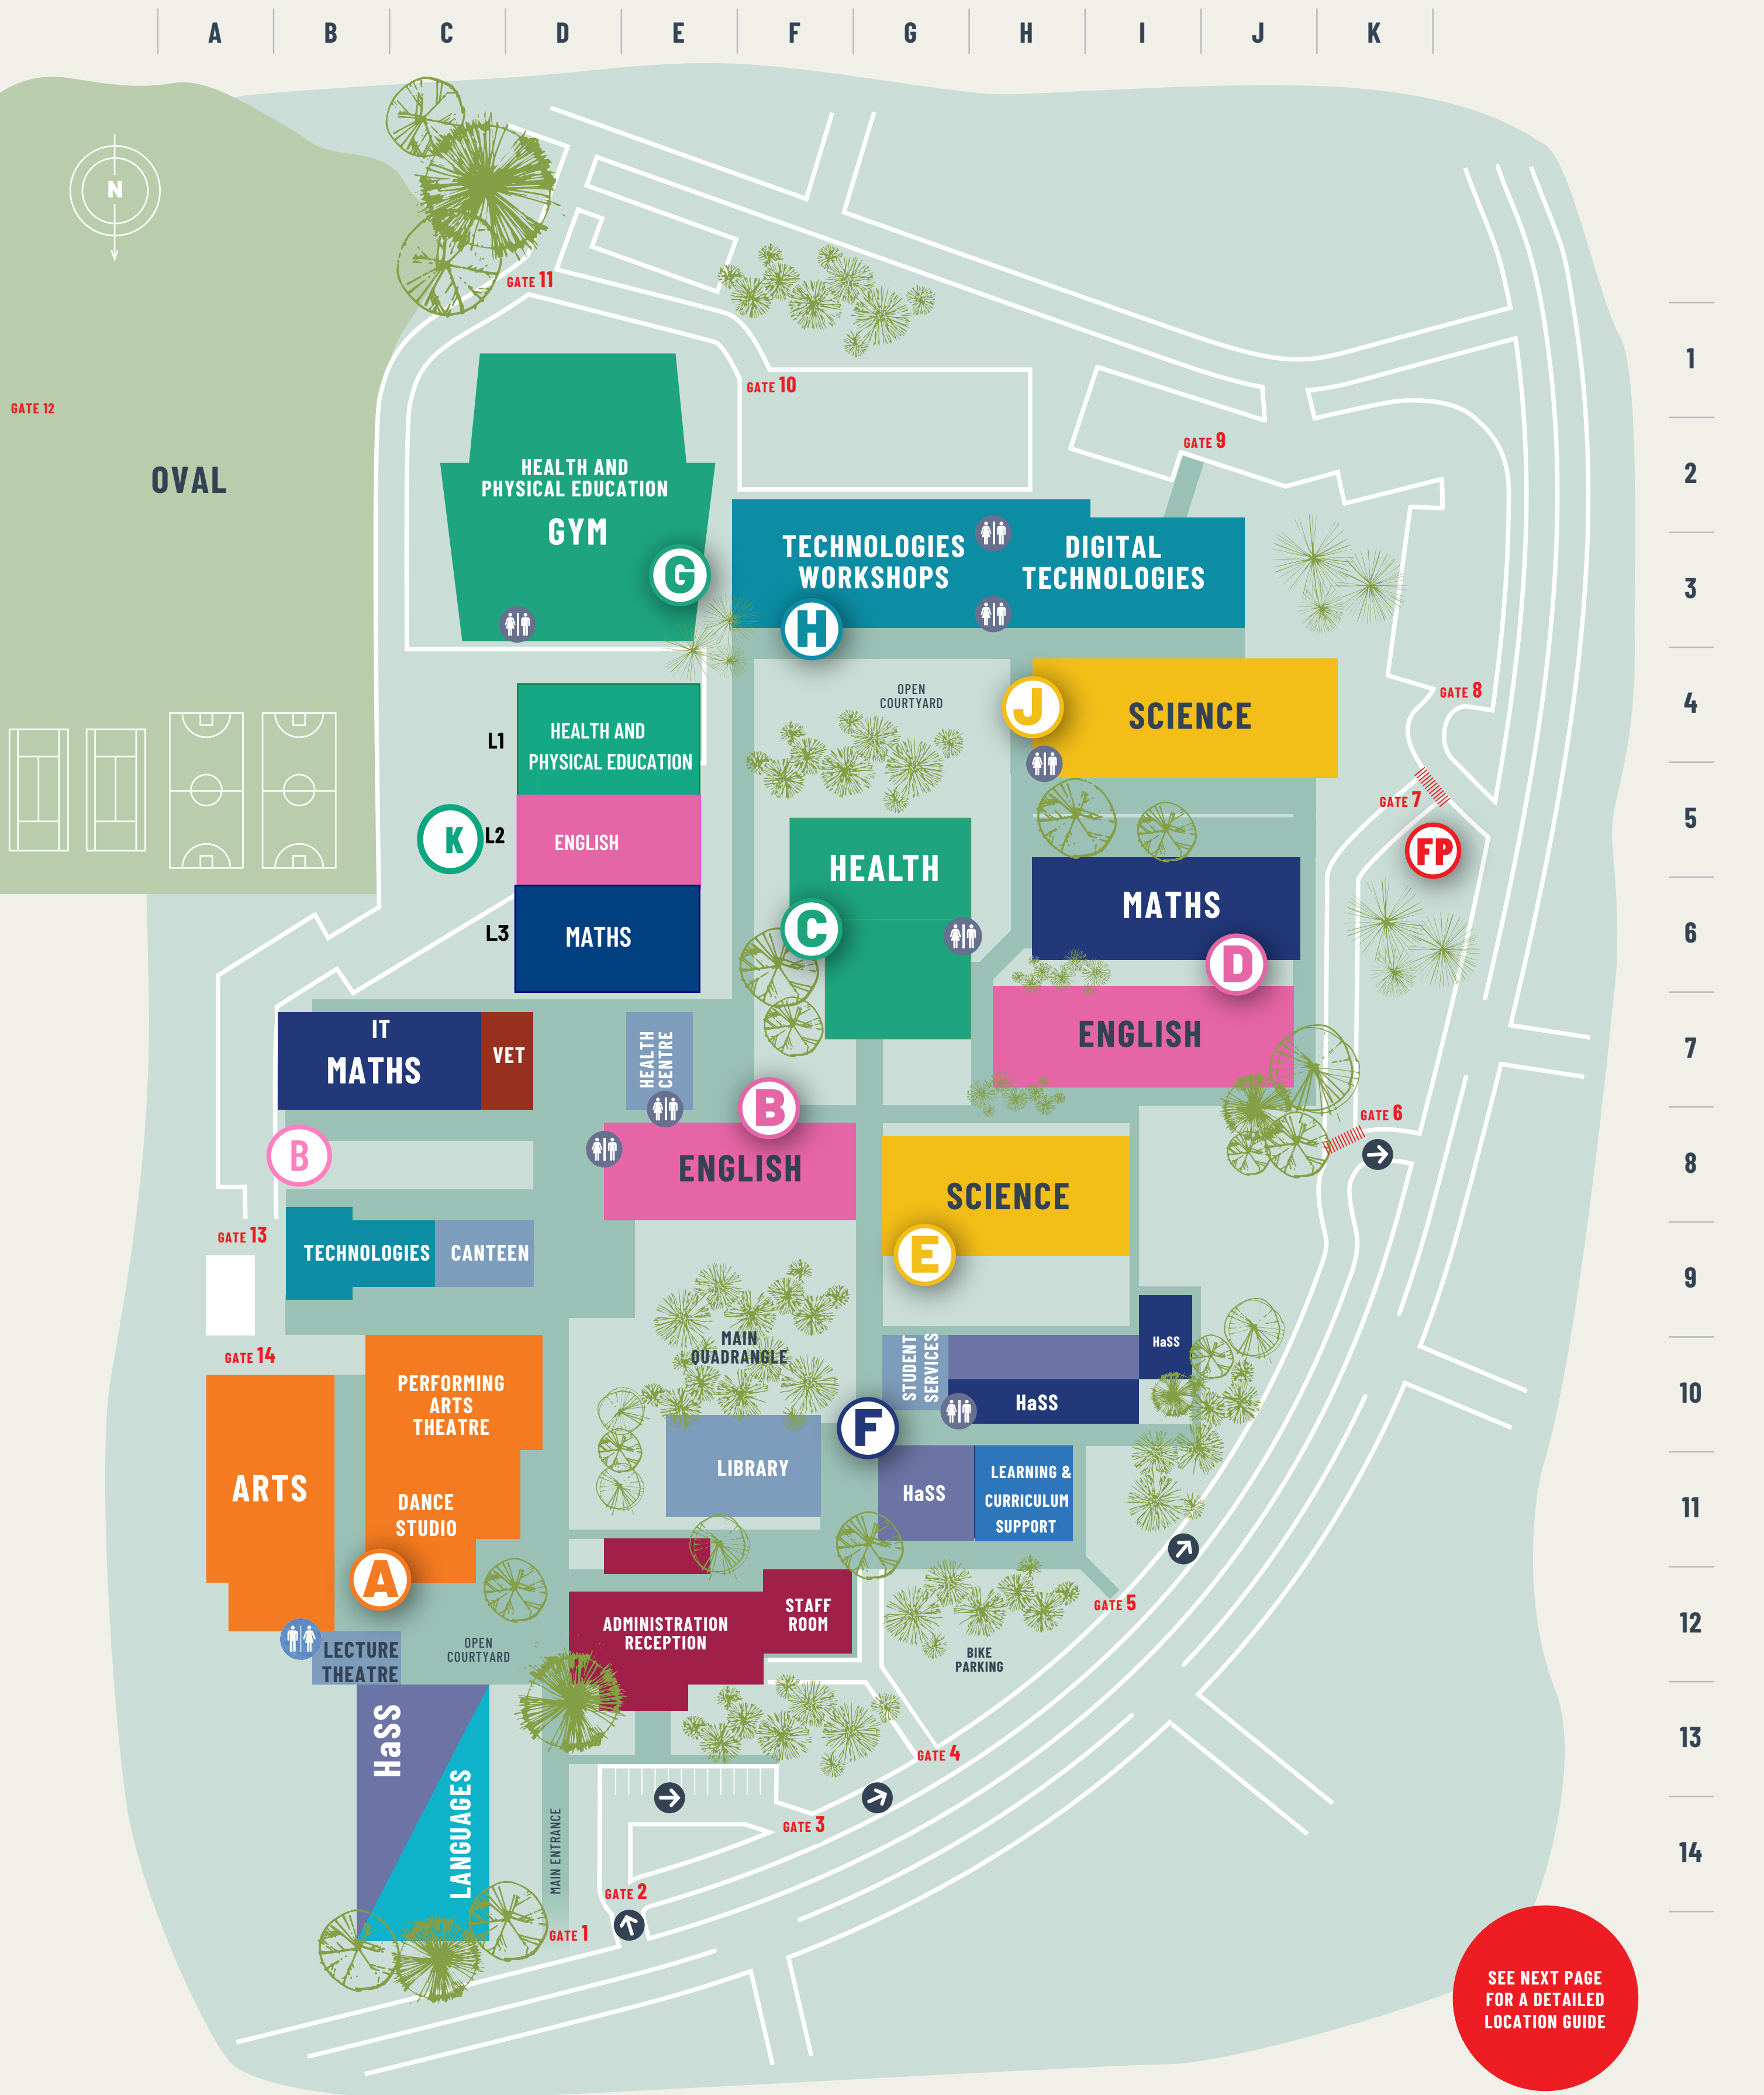 A B C D E F G H I J K
N
GATE 11
1
GATE 10
GATE 12
GATE 9
OVAL
2
HEALTH AND
PHYSICAL EDUCATION
GYM
G
TECHNOLOGIES
WORKSHOPS
H
DIGITAL
TECHNOLOGIES
3
OPEN
COURTYARD
J
SCIENCE
GATE 8
4
L1
HEALTH AND
PHYSICAL EDUCATION
K
L2
ENGLISH
L3
MATHS
HEALTH
C
GATE 7
5
FP
MATHS
D
6
ENGLISH
7
IT
MATHS
VET
HEALTH
CENTRE
B
B
ENGLISH
GATE 6
8
SCIENCE
E
GATE 13
TECHNOLOGIES
CANTEEN
9
GATE 14
MAIN
QUADRANGLE
STUDENT
SERVICES
HaSS
HaSS
10
PERFORMING
ARTS
THEATRE
F
ARTS
DANCE
STUDIO
LIBRARY
HaSS
LEARNING &
CURRICULUM
SUPPORT
11
A
GATE 5
STAFF
ROOM
ADMINISTRATION
RECEPTION
12
LECTURE
THEATRE
OPEN
COURTYARD
BIKE
PARKING
HaSS
13
GATE 4
LANGUAGES
MAIN ENTRANCE
GATE 3
14
GATE 2
GATE 1
SEE NEXT PAGE
FOR A DETAILED
LOCATION GUIDE